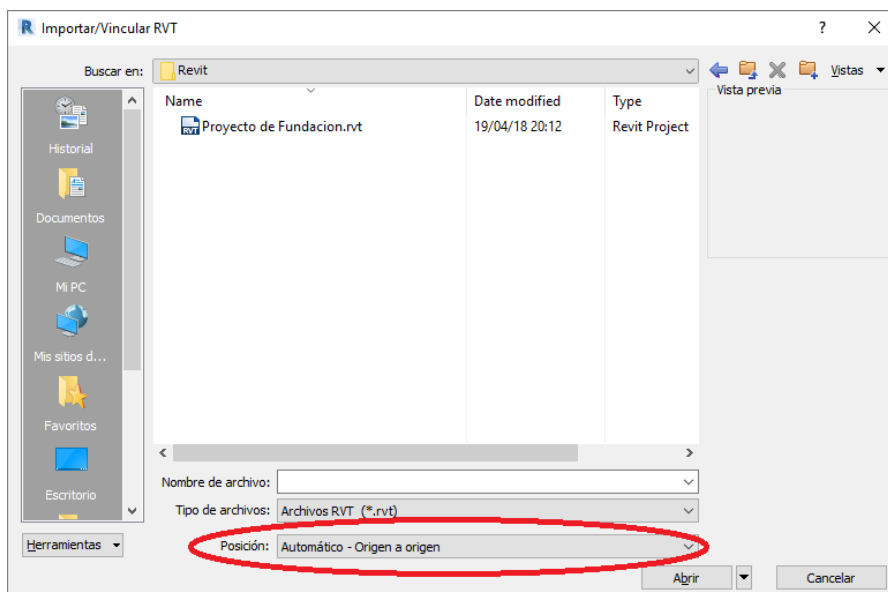 R Importar/Vincular RVT ?
Buscar en: Revit Vistas
Vista previa
Name Date modified Type
RVT Proyecto de Fundacion.rvt 19/04/18 20:12 Revit Project
Historial
Documentos
Mi PC
Mis sitios d...
Favoritos
Escritorio
Nombre de archivo:
Tipo de archivos: Archivos RVT (*.rvt)
Herramientas Posición: Automático - Origen a origen
Abrir Cancelar